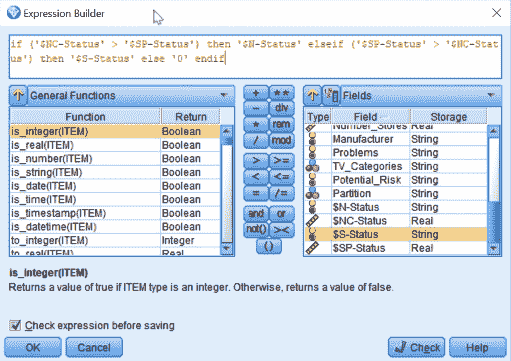 Expression Builder
if ('$NC-Status' > '$SP-Status') then '$N-Status' elseif ('$SP-Status' > '$NC-Stat
us') then '$S-Status' else '0' endif
General Functions
Function Return
is_integer(ITEM) Boolean
is_real(ITEM) Boolean
is_number(ITEM) Boolean
is_string(ITEM) Boolean
is_date(ITEM) Boolean
is_time(ITEM) Boolean
is_timestamp(ITEM) Boolean
is_datetime(ITEM) Boolean
to_integer(ITEM) Integer
to_real(ITEM) Real
+ **
- div
* rem
/ mod
> >=
< <=
= /=
and or
not() ><
()
Fields
Type Field Storage
Number_Stores Real
Manufacturer String
Problems String
TV_Categories String
Potential_Risk String
Partition String
$N-Status String
$NC-Status Real
$S-Status String
$SP-Status Real
is_integer(ITEM)
Returns a value of true if ITEM type is an integer. Otherwise, returns a value of false.
Check expression before saving
OK Cancel Check Help